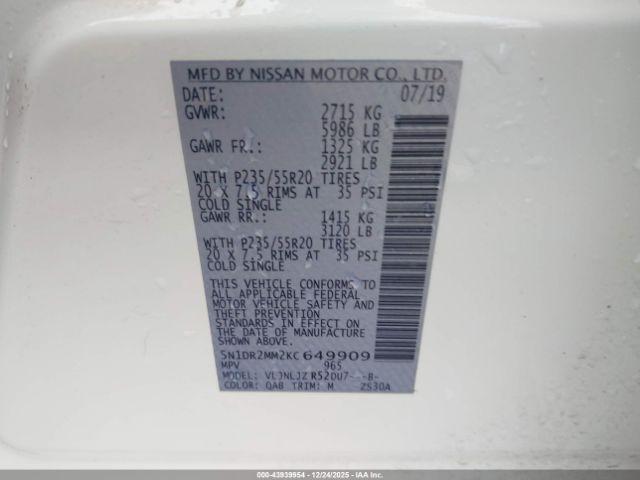 MFD BY NISSAN MOTOR CO., LTD.
DATE: 07/19
GVWR: 2715 KG
5986 LB
GAWR FR.: 1325 KG
2921 LB
WITH P235/55R20 TIRES
20 X 7.5 RIMS AT 35 PSI
COLD SINGLE
GAWR RR.: 1415 KG
3120 LB
WITH P235/55R20 TIRES
20 X 7.5 RIMS AT 35 PSI
COLD SINGLE
THIS VEHICLE CONFORMS TO
ALL APPLICABLE FEDERAL
MOTOR VEHICLE SAFETY AND
THEFT PREVENTION
STANDARDS IN EFFECT ON
THE DATE OF MANUFACTURE
SHOWN ABOVE.
5N1DR2MM2KC649909
MPV 965
MODEL: VLJNLJZ R52DU7---B-
COLOR: QAB TRIM: M ZS30A
000-43939954 | 12/24/2025 | IAAI.com